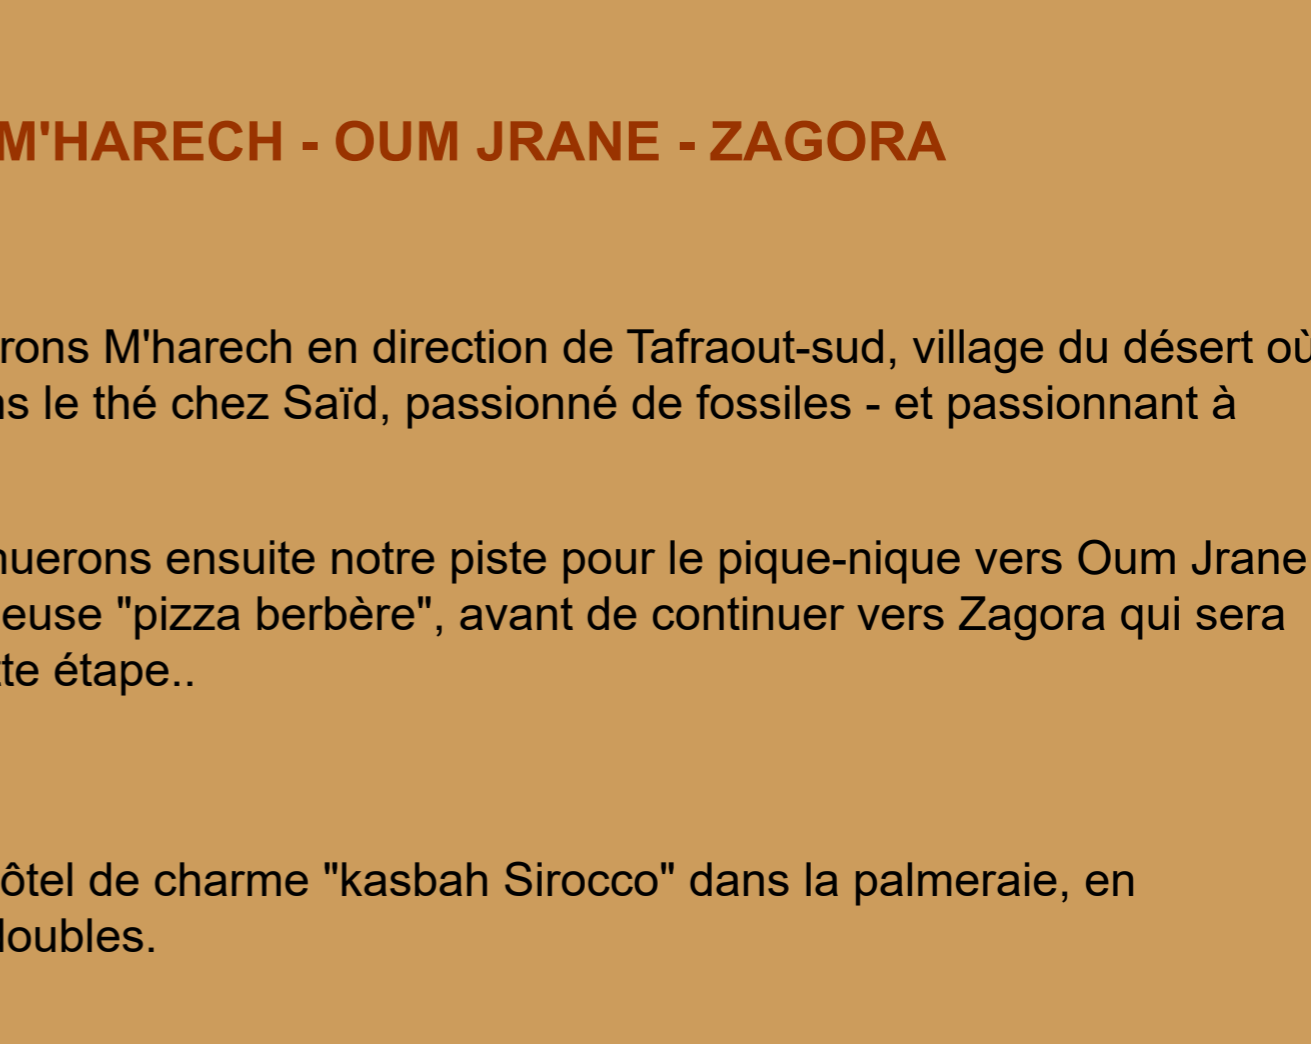 M'HARECH - OUM JRANE - ZAGORA
rons M'harech en direction de Tafraout-sud, village du désert où
ns le thé chez Saïd, passionné de fossiles - et passionnant à
nuerons ensuite notre piste pour le pique-nique vers Oum Jrane
euse "pizza berbère", avant de continuer vers Zagora qui sera
tte étape..
ôtel de charme "kasbah Sirocco" dans la palmeraie, en
doubles.